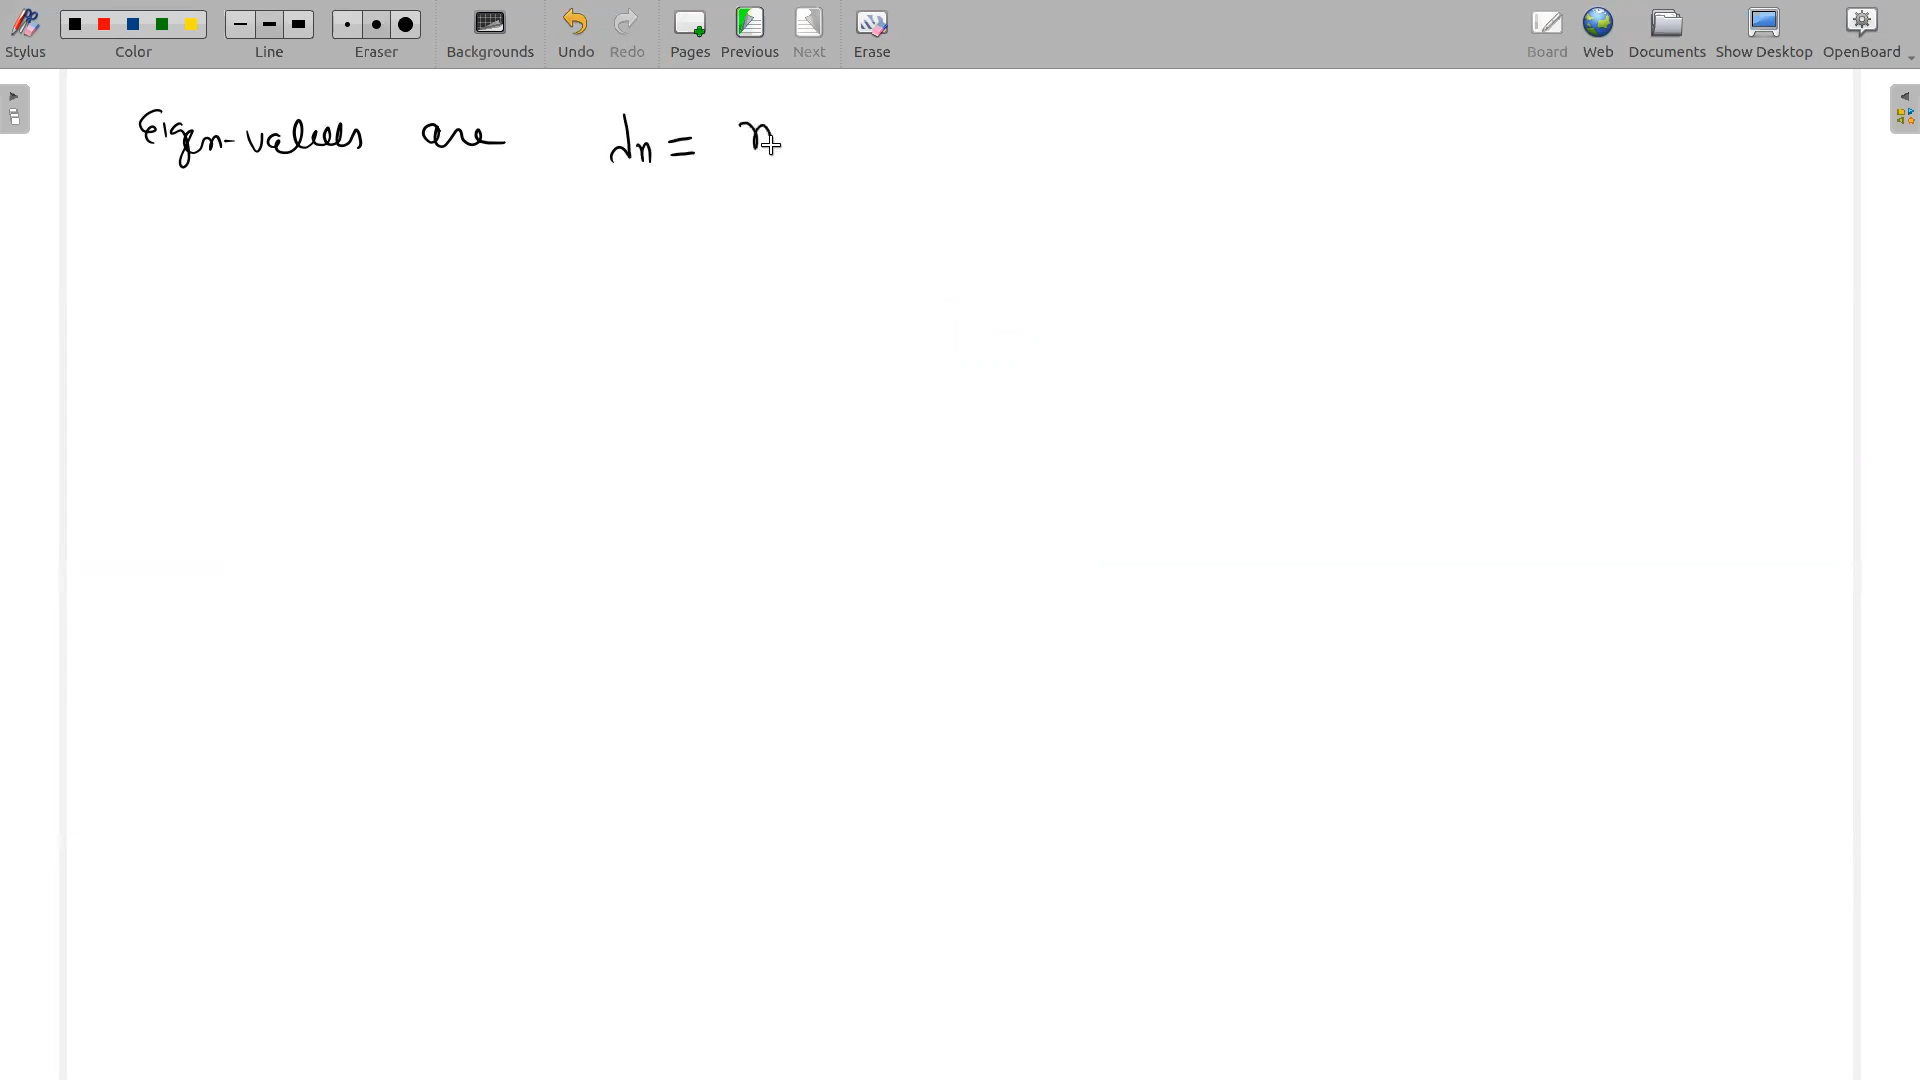 Stylus Color Line Eraser Backgrounds Undo Redo Pages Previous Next Erase Board Web Documents Show Desktop OpenBoard
Eigen-values are λn = n